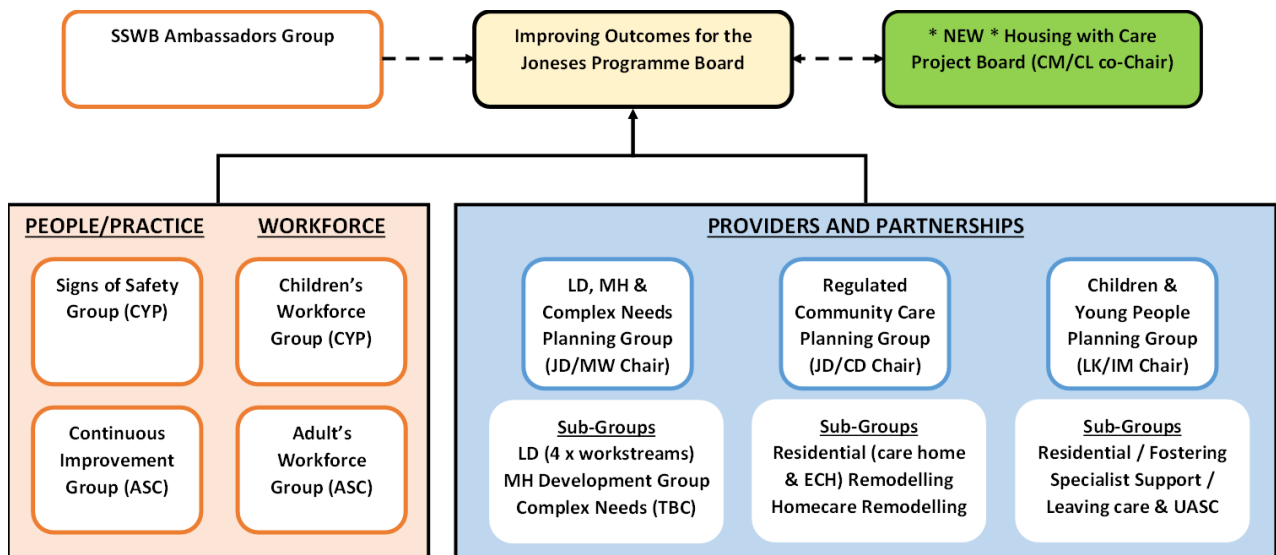 SSWB Ambassadors Group
Improving Outcomes for the
Joneses Programme Board
* NEW * Housing with Care
Project Board (CM/CL co-Chair)
PEOPLE/PRACTICE
WORKFORCE
Signs of Safety
Group (CYP)
Children’s
Workforce
Group (CYP)
Continuous
Improvement
Group (ASC)
Adult’s
Workforce
Group (ASC)
PROVIDERS AND PARTNERSHIPS
LD, MH &
Complex Needs
Planning Group
(JD/MW Chair)
Regulated
Community Care
Planning Group
(JD/CD Chair)
Children &
Young People
Planning Group
(LK/IM Chair)
Sub-Groups
LD (4 x workstreams)
MH Development Group
Complex Needs (TBC)
Sub-Groups
Residential (care home
& ECH) Remodelling
Homecare Remodelling
Sub-Groups
Residential / Fostering
Specialist Support /
Leaving care & UASC